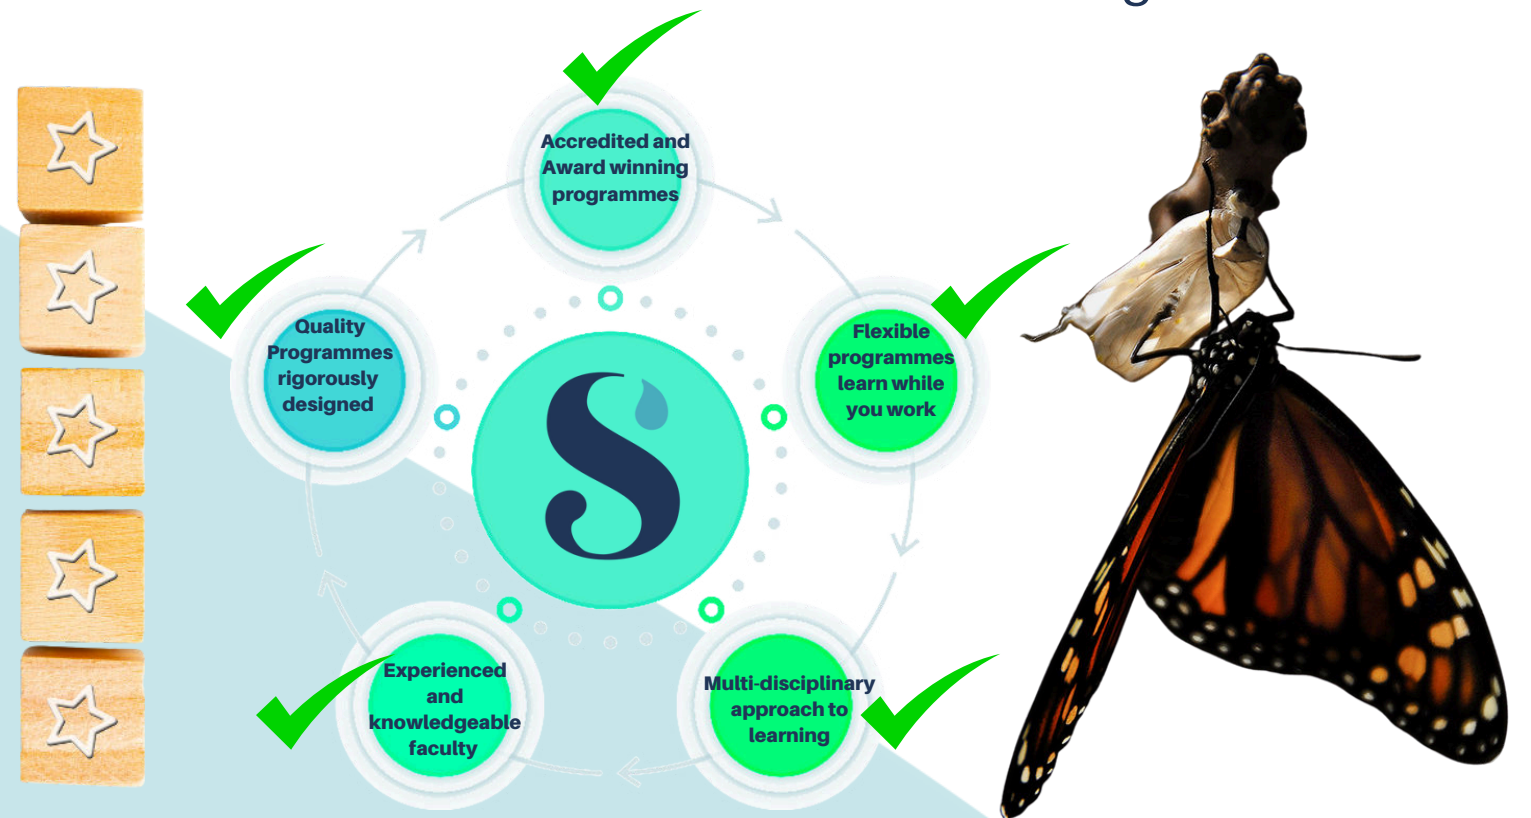 Accredited and
Award winning
programmes
Flexible
programmes
learn while
you work
Multi-disciplinary
approach to
learning
Experienced
and
knowledgeable
faculty
Quality
Programmes
rigorously
designed
S